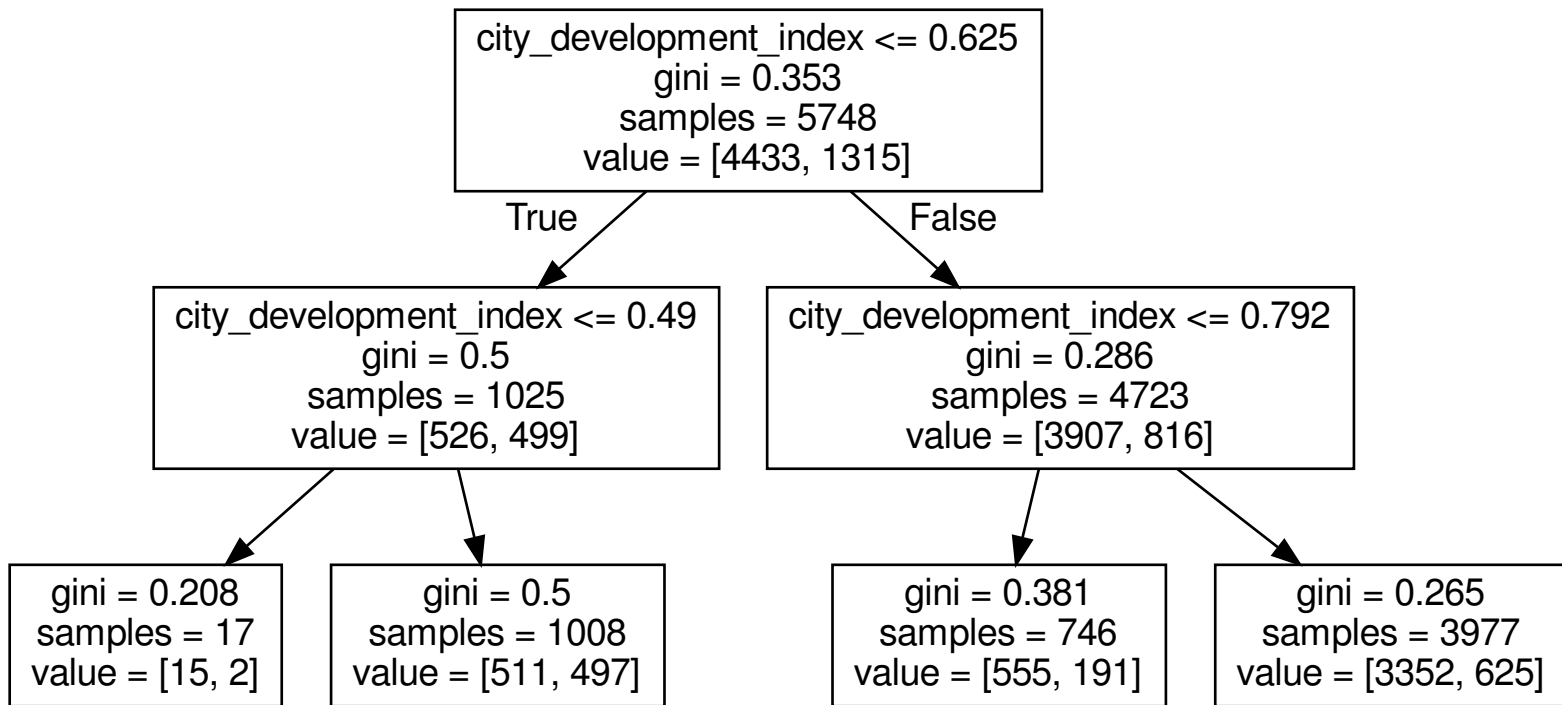 city_development_index <= 0.625
gini = 0.353
samples = 5748
value = [4433, 1315]
True
False
city_development_index <= 0.49
gini = 0.5
samples = 1025
value = [526, 499]
city_development_index <= 0.792
gini = 0.286
samples = 4723
value = [3907, 816]
gini = 0.208
samples = 17
value = [15, 2]
gini = 0.5
samples = 1008
value = [511, 497]
gini = 0.381
samples = 746
value = [555, 191]
gini = 0.265
samples = 3977
value = [3352, 625]